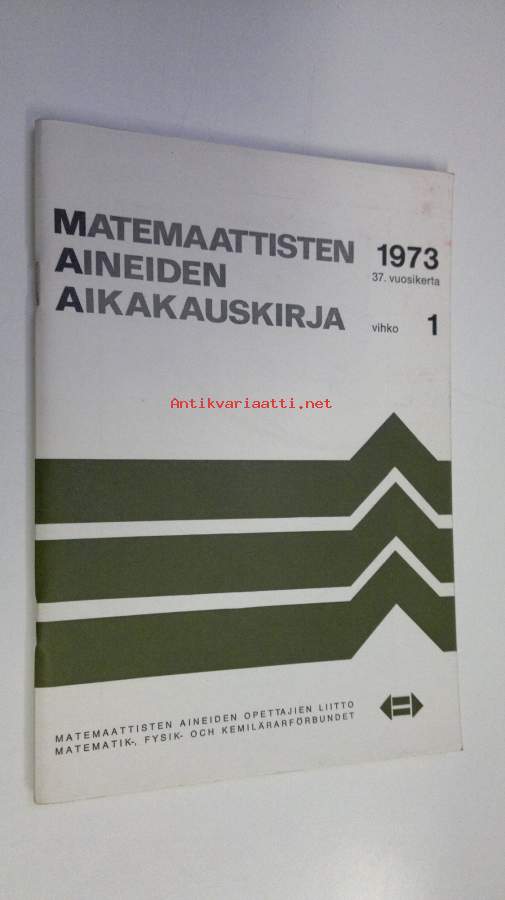 MATEMAATTISTEN
AINEIDEN
AIKAKAUSKIRJA
1973
37. vuosikerta
vihko 1
Antikvariaatti.net
MATEMAATTISTEN AINEIDEN OPETTAJIEN LIITTO
MATEMATIK-, FYSIK- OCH KEMILÄRARFÖRBUNDET